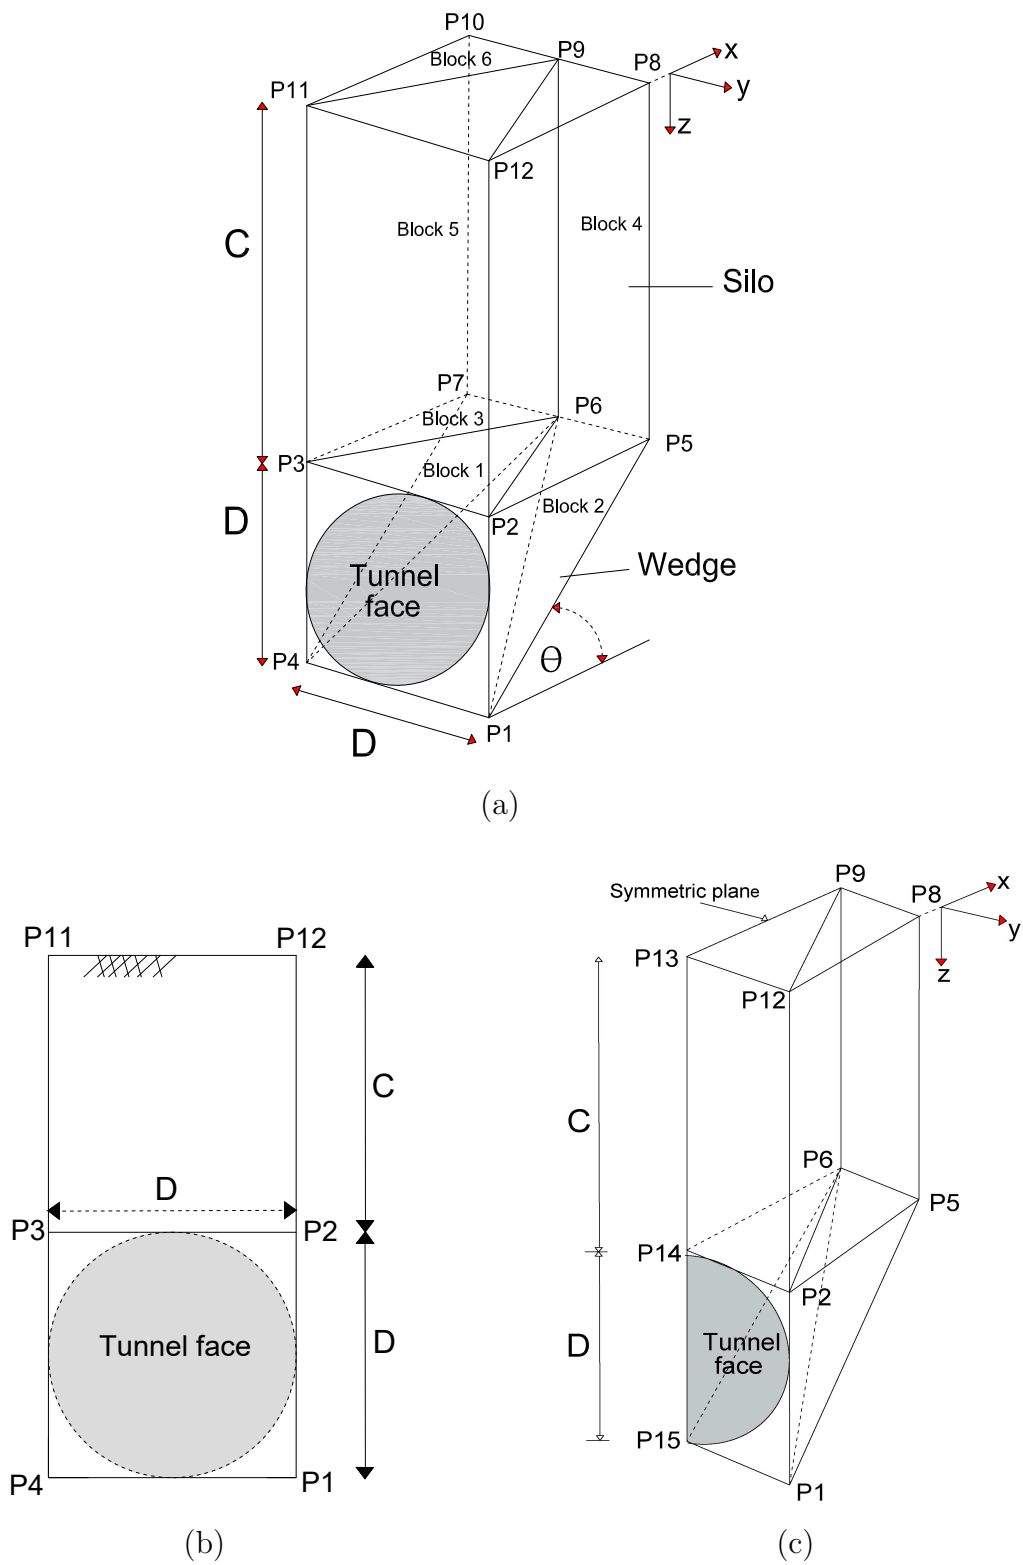 P10
P9
Block 6
P8
x
y
z
P11
P12
C
Block 5
Block 4
Silo
P7
P6
Block 3
P3
Block 1
P5
P2
Block 2
D
Tunnel
face
Wedge
Θ
P4
P1
D
(a)
P11
P12
C
D
P3
P2
Tunnel face
D
P4
P1
(b)
P9
Symmetric plane
P8
x
y
z
P13
P12
C
P6
P5
P14
P2
D
Tunnel
face
P15
P1
(c)